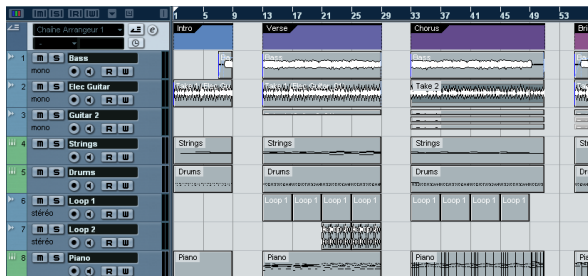 M S R W
1 5 9 13 17 21 25 29 33 37 41 45 49 53
Chaîne Arrangeur 1
e
Intro Verse Chorus Bri
1 M S Bass
mono R W
Bass Bass
2 M S Elec Guitar
mono R W
Take 2
3 M S Guitar 2
mono R W
4 M S Strings
R W
Strings Strings Strings
5 M S Drums
R W
Drums Drums Drums
6 M S Loop 1
stéréo R W
Loop 1 Loop 1 Loop 1 Loop 1 Loop 1 Loop 1 Loop 1 Loop 1
7 M S Loop 2
stéréo R W
8 M S Piano
R W
Piano Piano Piano